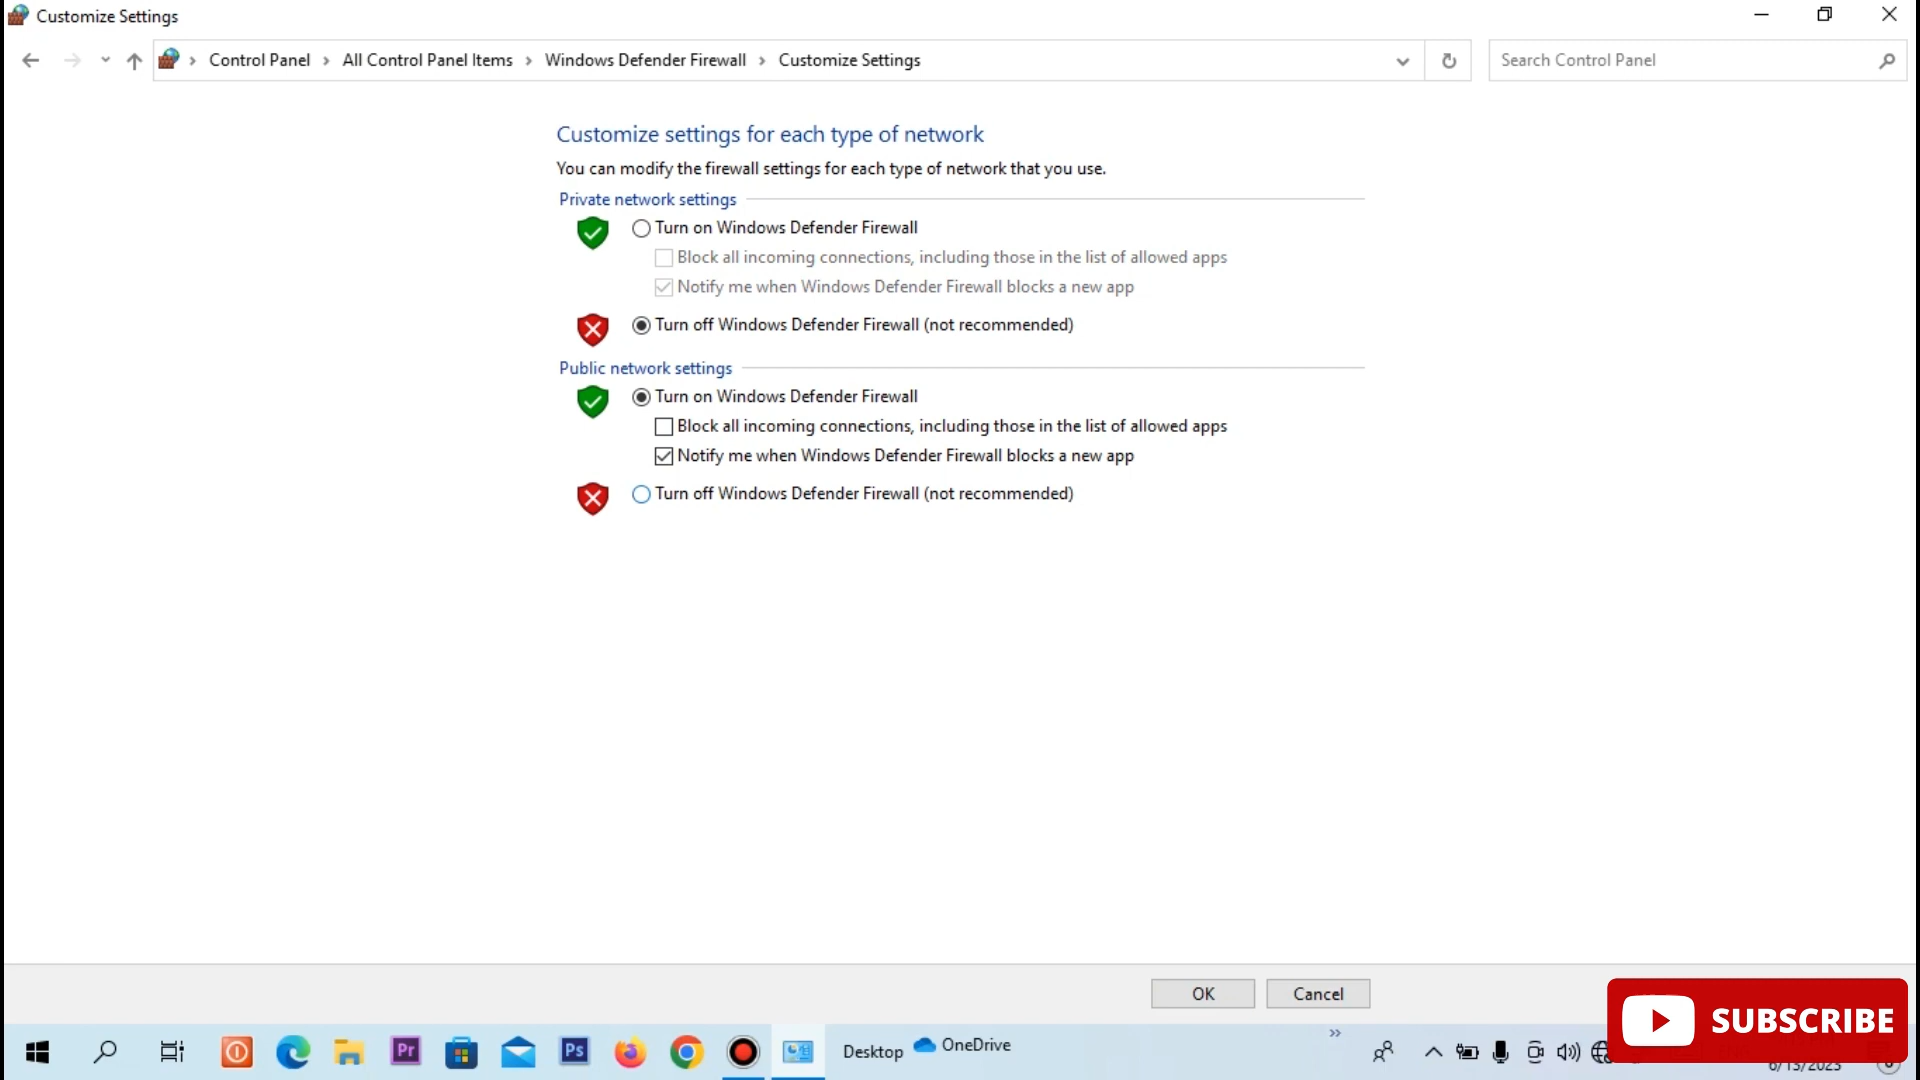 Customize Settings
Control Panel › All Control Panel Items › Windows Defender Firewall › Customize Settings
Search Control Panel
Customize settings for each type of network
You can modify the firewall settings for each type of network that you use.
Private network settings
Turn on Windows Defender Firewall
Block all incoming connections, including those in the list of allowed apps
Notify me when Windows Defender Firewall blocks a new app
Turn off Windows Defender Firewall (not recommended)
Public network settings
Turn on Windows Defender Firewall
Block all incoming connections, including those in the list of allowed apps
Notify me when Windows Defender Firewall blocks a new app
Turn off Windows Defender Firewall (not recommended)
OK Cancel
SUBSCRIBE
Pr Ps Desktop OneDrive
6/13/2023